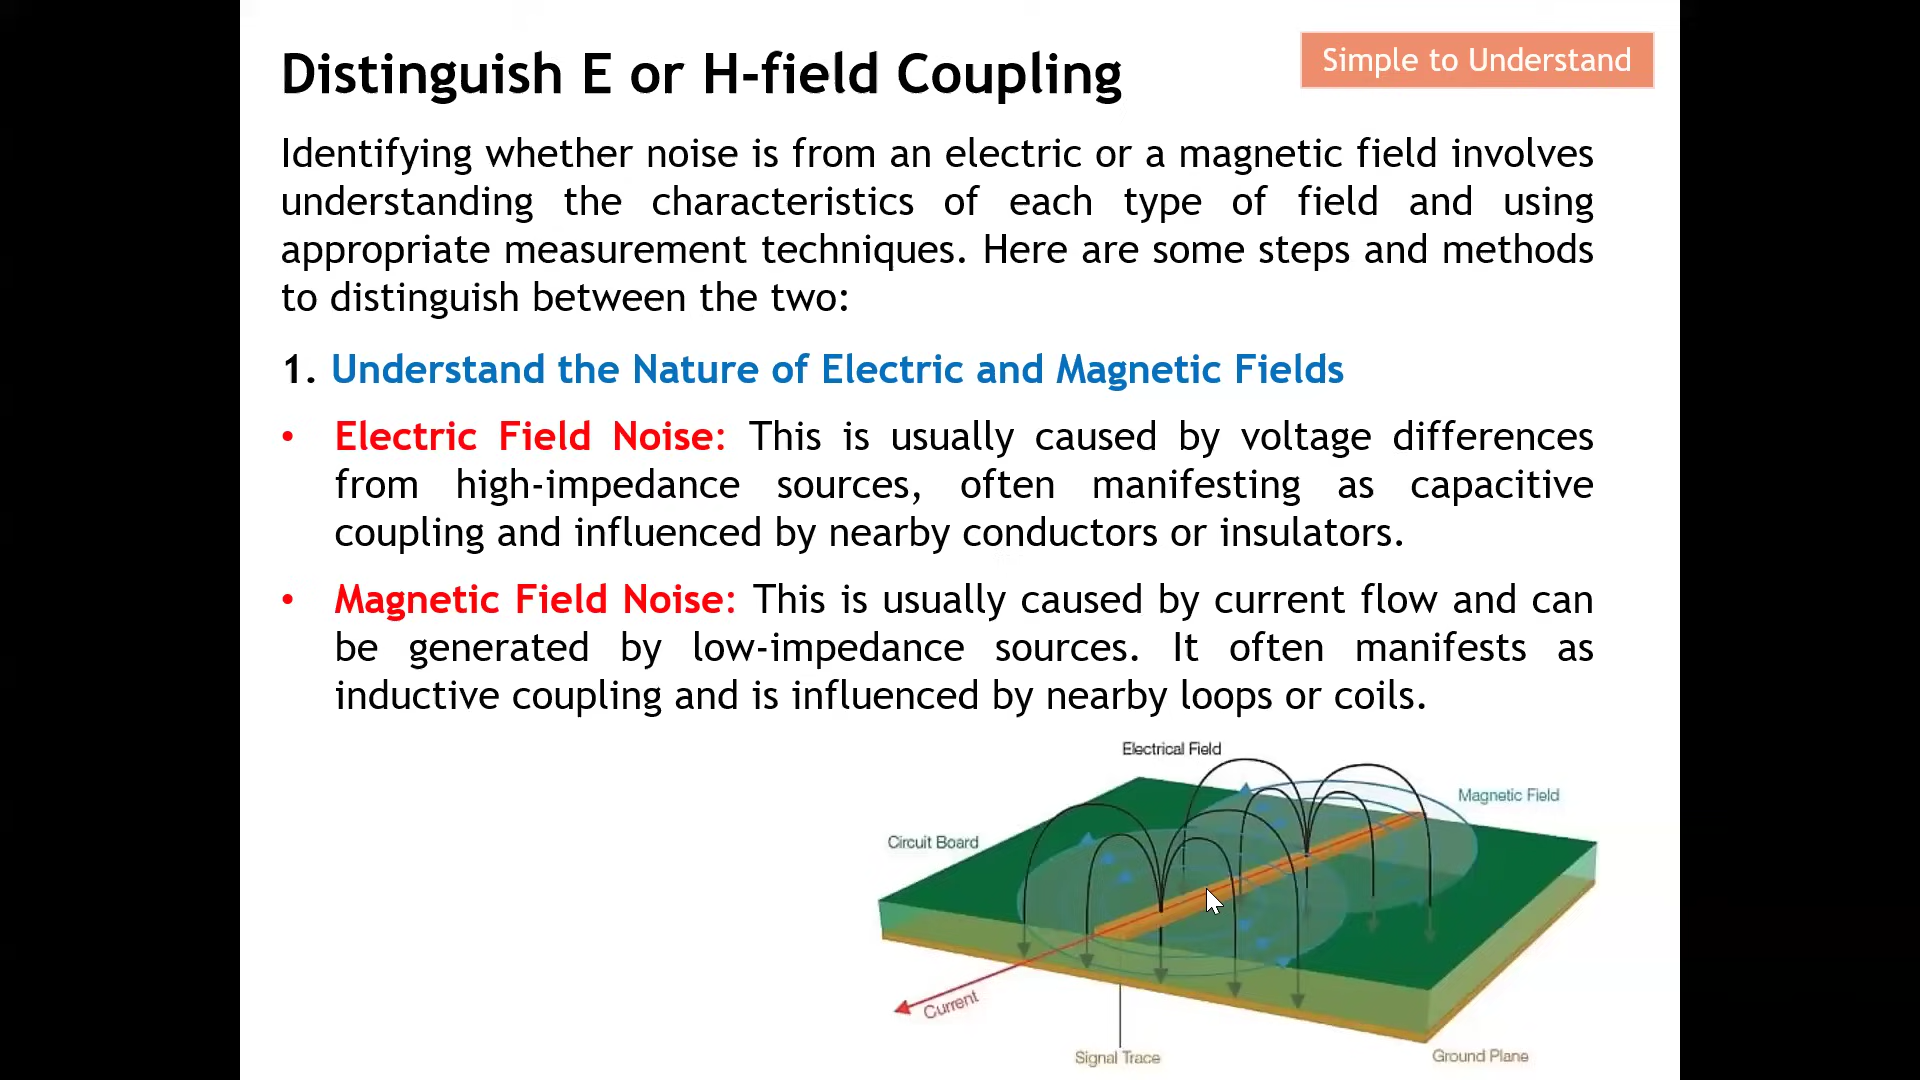 Distinguish E or H-field Coupling
Simple to Understand
Identifying whether noise is from an electric or a magnetic field involves
understanding the characteristics of each type of field and using
appropriate measurement techniques. Here are some steps and methods
to distinguish between the two:
1. Understand the Nature of Electric and Magnetic Fields
• Electric Field Noise: This is usually caused by voltage differences
from high-impedance sources, often manifesting as capacitive
coupling and influenced by nearby conductors or insulators.
• Magnetic Field Noise: This is usually caused by current flow and can
be generated by low-impedance sources. It often manifests as
inductive coupling and is influenced by nearby loops or coils.
Electrical Field
Magnetic Field
Circuit Board
Current
Signal Trace
Ground Plane